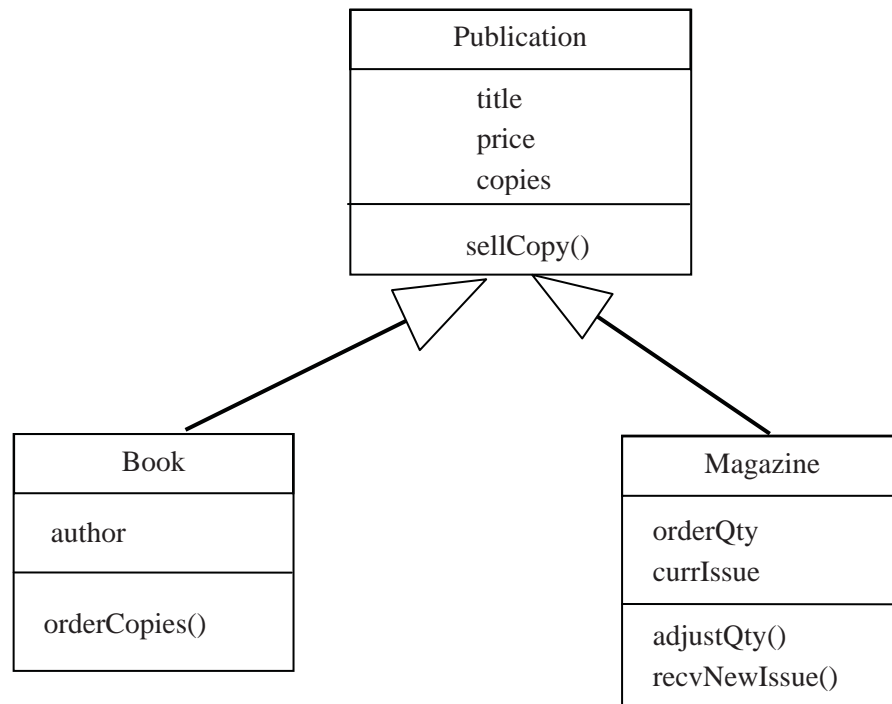 Publication
title
price
copies
sellCopy()
Book
author
orderCopies()
Magazine
orderQty
currIssue
adjustQty()
recvNewIssue()